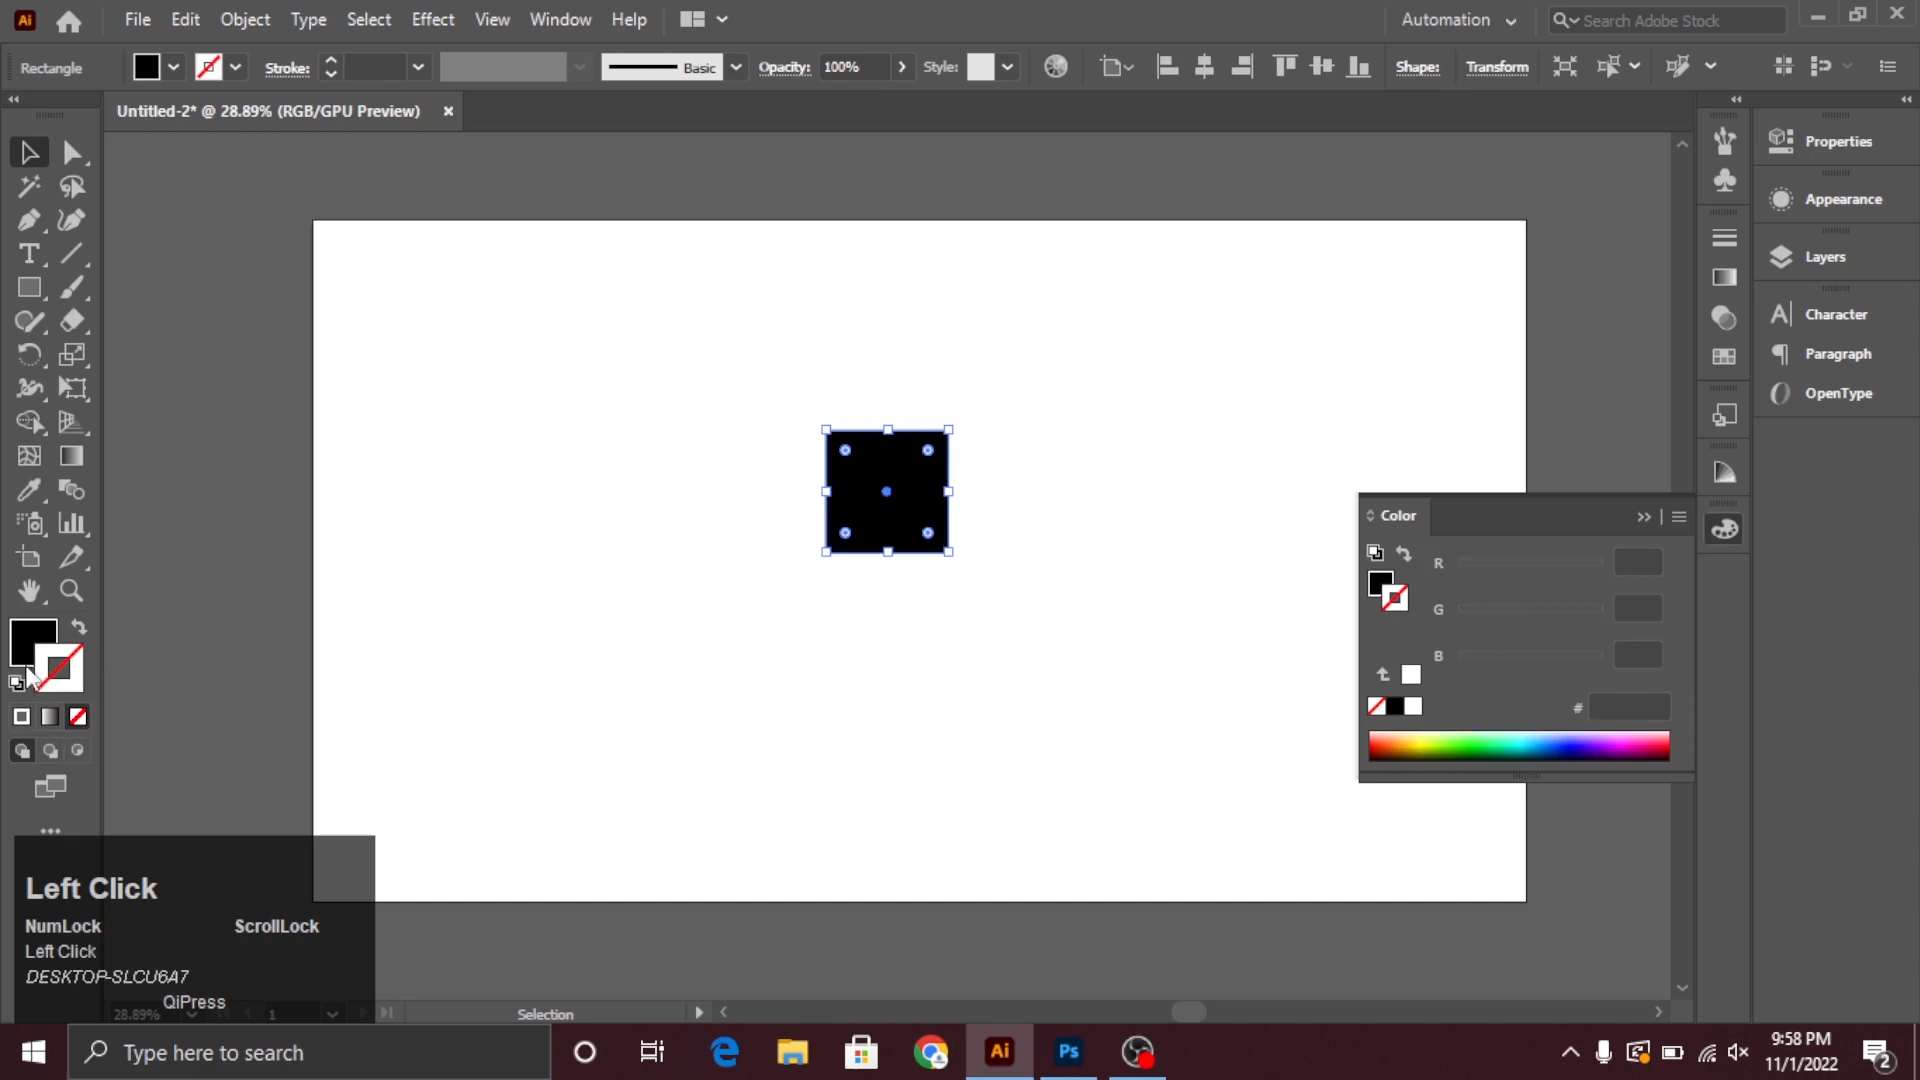 Ai File Edit Object Type Select Effect View Window Help Automation Search Adobe Stock
Rectangle Stroke: Basic Opacity: 100% Style: Shape: Transform
Untitled-2* @ 28.89% (RGB/GPU Preview)
Properties
Appearance
Layers
Character
Paragraph
OpenType
Color
R
G
B
#
Left Click
NumLock ScrollLock
Left Click
DESKTOP-SLCU6A7
QiPress
28.89% 1 Selection
Type here to search
Ai
Ps
9:58 PM
11/1/2022
2